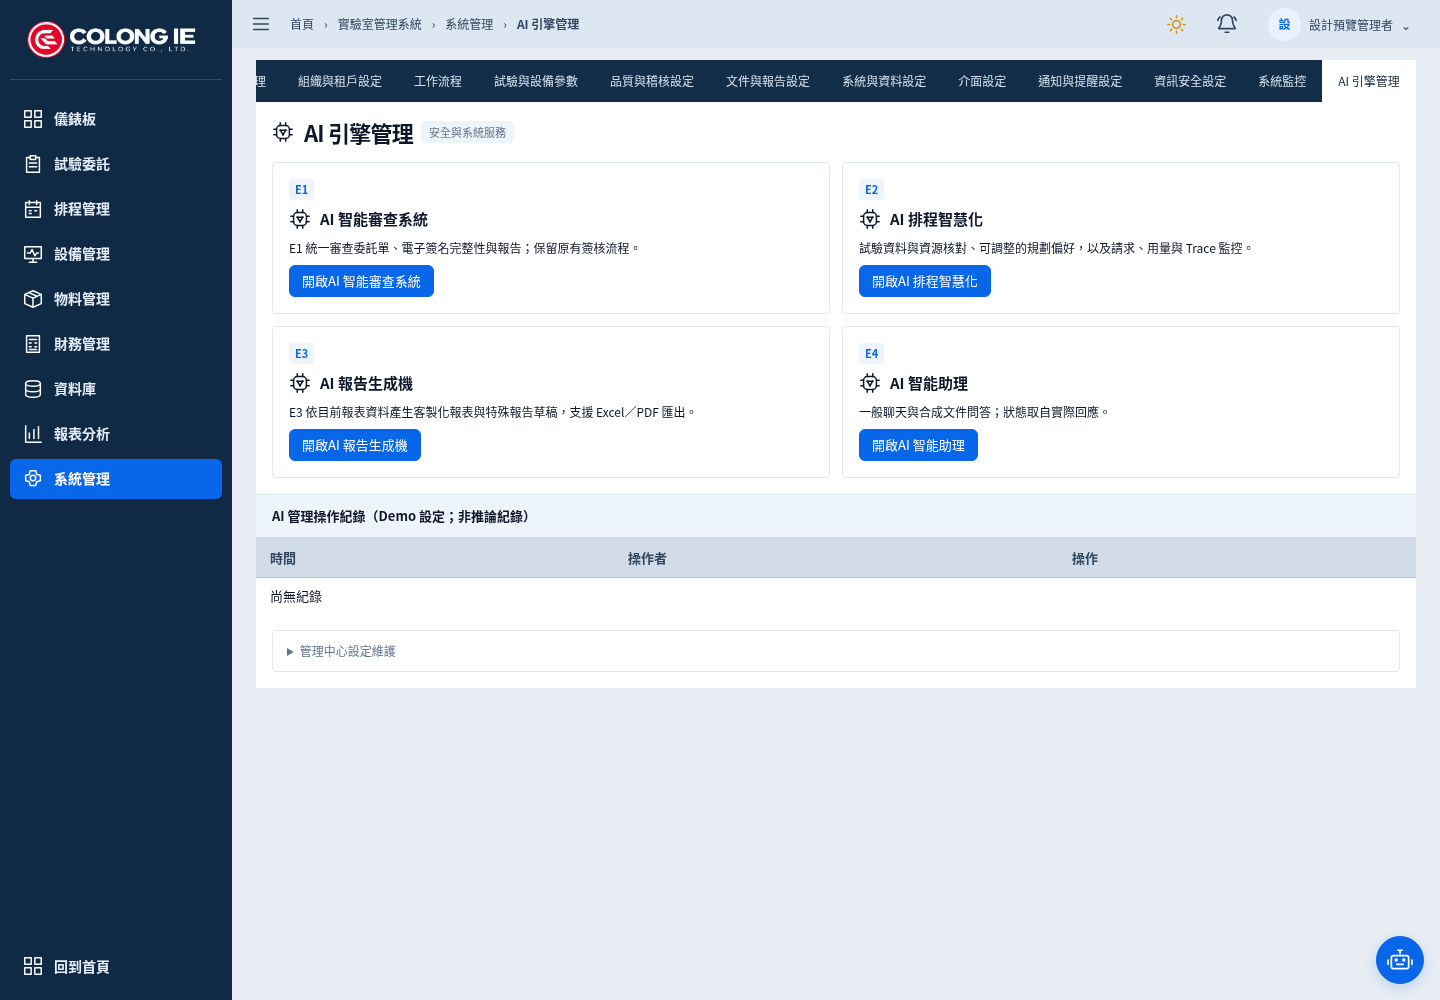 COLONG IE
TECHNOLOGY CO., LTD.
儀錶板
試驗委託
排程管理
設備管理
物料管理
財務管理
資料庫
報表分析
系統管理
回到首頁
首頁 › 實驗室管理系統 › 系統管理 › AI 引擎管理
設 設計預覽管理者
理 組織與租戶設定 工作流程 試驗與設備參數 品質與稽核設定 文件與報告設定 系統與資料設定 介面設定 通知與提醒設定 資訊安全設定 系統監控 AI 引擎管理
AI 引擎管理 安全與系統服務
E1
AI 智能審查系統
E1 統一審查委託單、電子簽名完整性與報告；保留原有簽核流程。
開啟AI 智能審查系統
E2
AI 排程智慧化
試驗資料與資源核對、可調整的規劃偏好，以及請求、用量與 Trace 監控。
開啟AI 排程智慧化
E3
AI 報告生成機
E3 依目前報表資料產生客製化報表與特殊報告草稿，支援 Excel／PDF 匯出。
開啟AI 報告生成機
E4
AI 智能助理
一般聊天與合成文件問答；狀態取自實際回應。
開啟AI 智能助理
AI 管理操作紀錄（Demo 設定；非推論紀錄）
時間 操作者 操作
尚無紀錄
管理中心設定維護